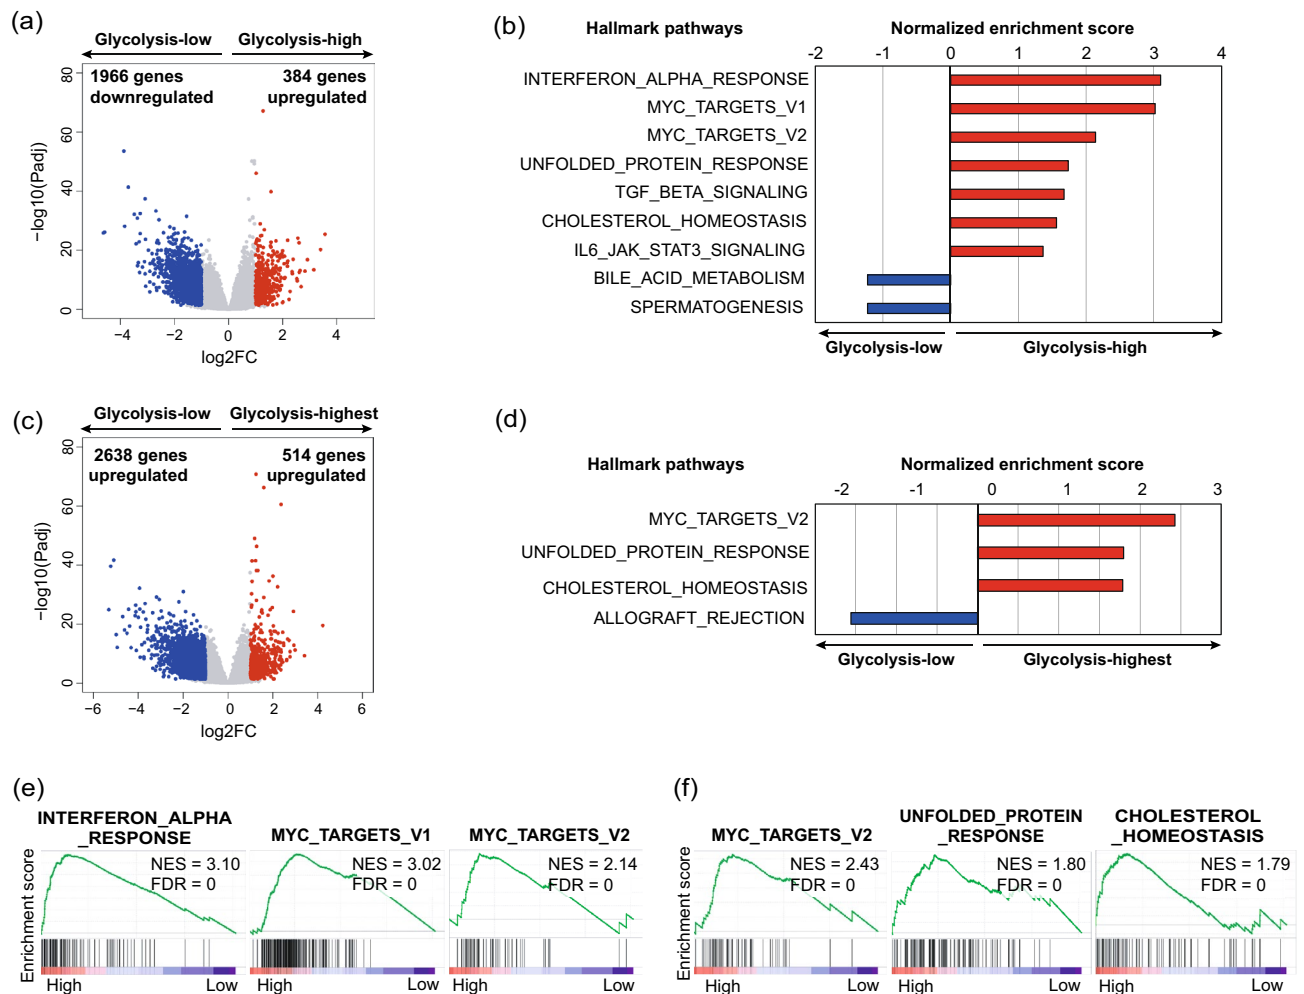 (a)
Glycolysis-low Glycolysis-high
1966 genes
downregulated
384 genes
upregulated
80
60
40
20
0
−log10(Padj)
−4 −2 0 2 4
log2FC
(b)
Hallmark pathways Normalized enrichment score
-2 -1 0 1 2 3 4
INTERFERON_ALPHA_RESPONSE
MYC_TARGETS_V1
MYC_TARGETS_V2
UNFOLDED_PROTEIN_RESPONSE
TGF_BETA_SIGNALING
CHOLESTEROL_HOMEOSTASIS
IL6_JAK_STAT3_SIGNALING
BILE_ACID_METABOLISM
SPERMATOGENESIS
Glycolysis-low Glycolysis-high
(c)
Glycolysis-low Glycolysis-highest
2638 genes
upregulated
514 genes
upregulated
80
60
40
20
0
−log10(Padj)
−6 −4 −2 0 2 4 6
log2FC
(d)
Hallmark pathways Normalized enrichment score
-2 -1 0 1 2 3
MYC_TARGETS_V2
UNFOLDED_PROTEIN_RESPONSE
CHOLESTEROL_HOMEOSTASIS
ALLOGRAFT_REJECTION
Glycolysis-low Glycolysis-highest
(e)
Enrichment score
INTERFERON_ALPHA
_RESPONSE
NES = 3.10
FDR = 0
High Low
MYC_TARGETS_V1
NES = 3.02
FDR = 0
High Low
MYC_TARGETS_V2
NES = 2.14
FDR = 0
High Low
(f)
Enrichment score
MYC_TARGETS_V2
NES = 2.43
FDR = 0
High Low
UNFOLDED_PROTEIN
_RESPONSE
NES = 1.80
FDR = 0
High Low
CHOLESTEROL
_HOMEOSTASIS
NES = 1.79
FDR = 0
High Low